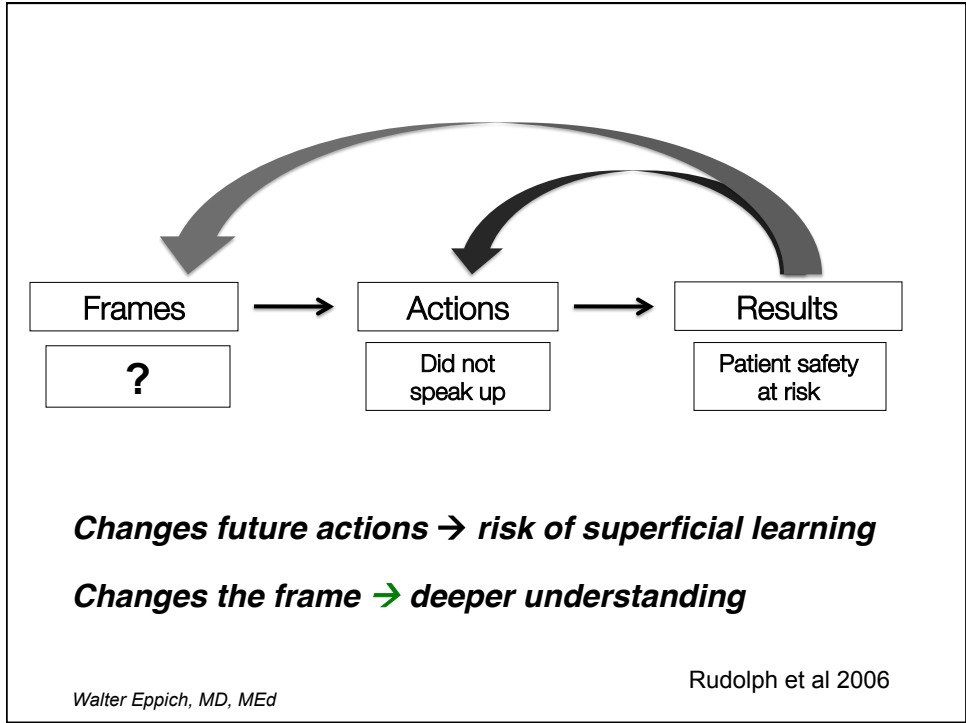 Frames
Actions
Results
?
Did not
speak up
Patient safety
at risk
Changes future actions → risk of superficial learning
Changes the frame → deeper understanding
Rudolph et al 2006
Walter Eppich, MD, MEd